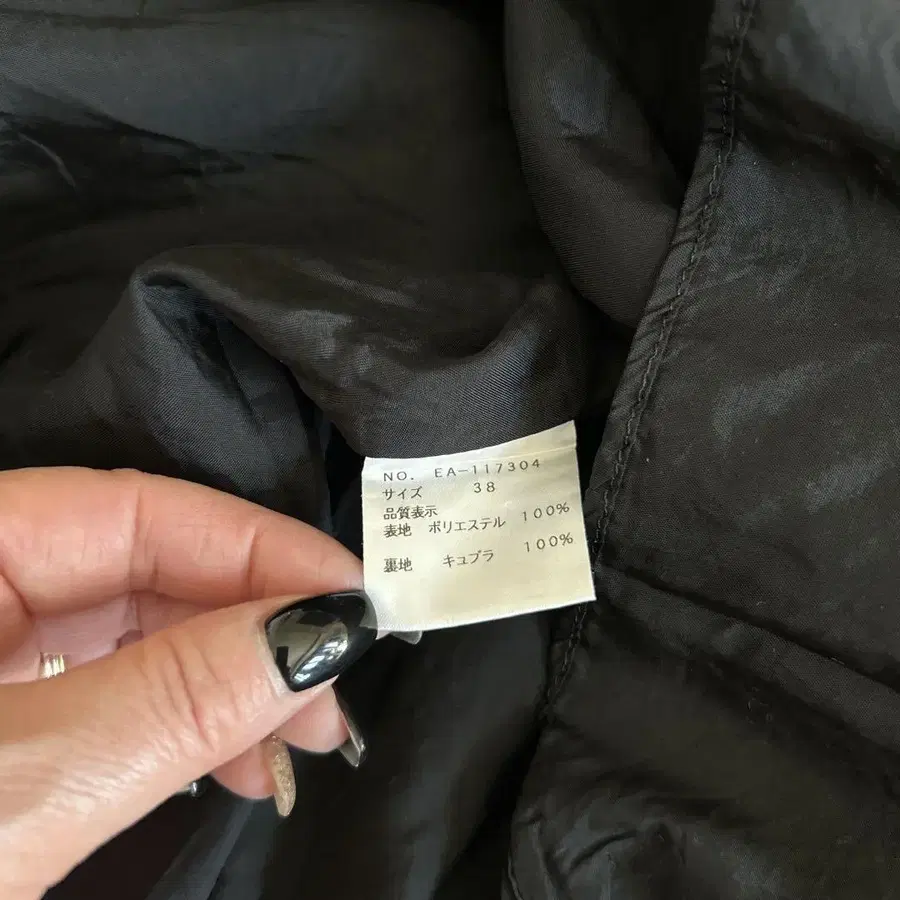 NO. EA-117304
サイズ 38
品質表示
表地 ポリエステル 100%
裏地 キュプラ 100%